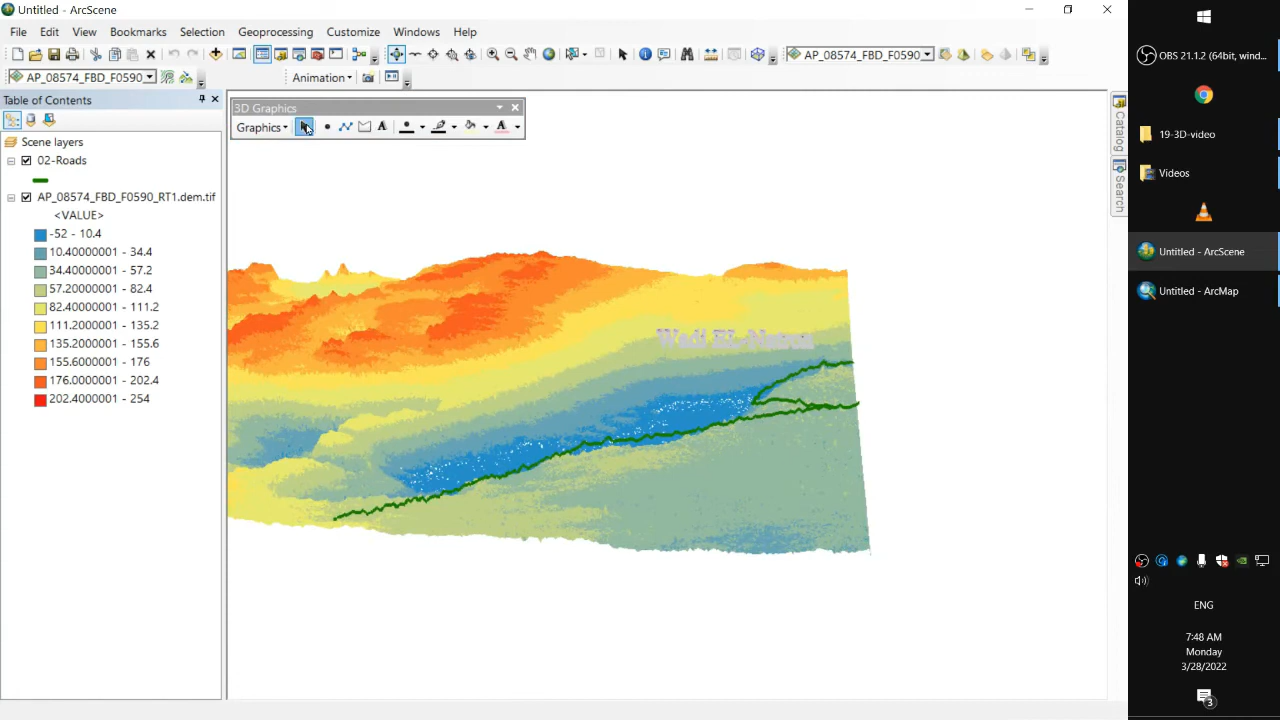 Untitled - ArcScene
File Edit View Bookmarks Selection Geoprocessing Customize Windows Help
AP_08574_FBD_F0590
AP_08574_FBD_F0590
Animation
Table of Contents
Scene layers
02-Roads
AP_08574_FBD_F0590_RT1.dem.tif
<VALUE>
-52 - 10.4
10.40000001 - 34.4
34.40000001 - 57.2
57.20000001 - 82.4
82.40000001 - 111.2
111.2000001 - 135.2
135.2000001 - 155.6
155.6000001 - 176
176.0000001 - 202.4
202.4000001 - 254
3D Graphics
Graphics
A
A
Wadi EL-Natrun
Catalog
Search
OBS 21.1.2 (64bit, wind...
19-3D-video
Videos
Untitled - ArcScene
Untitled - ArcMap
ENG
7:48 AM
Monday
3/28/2022
3